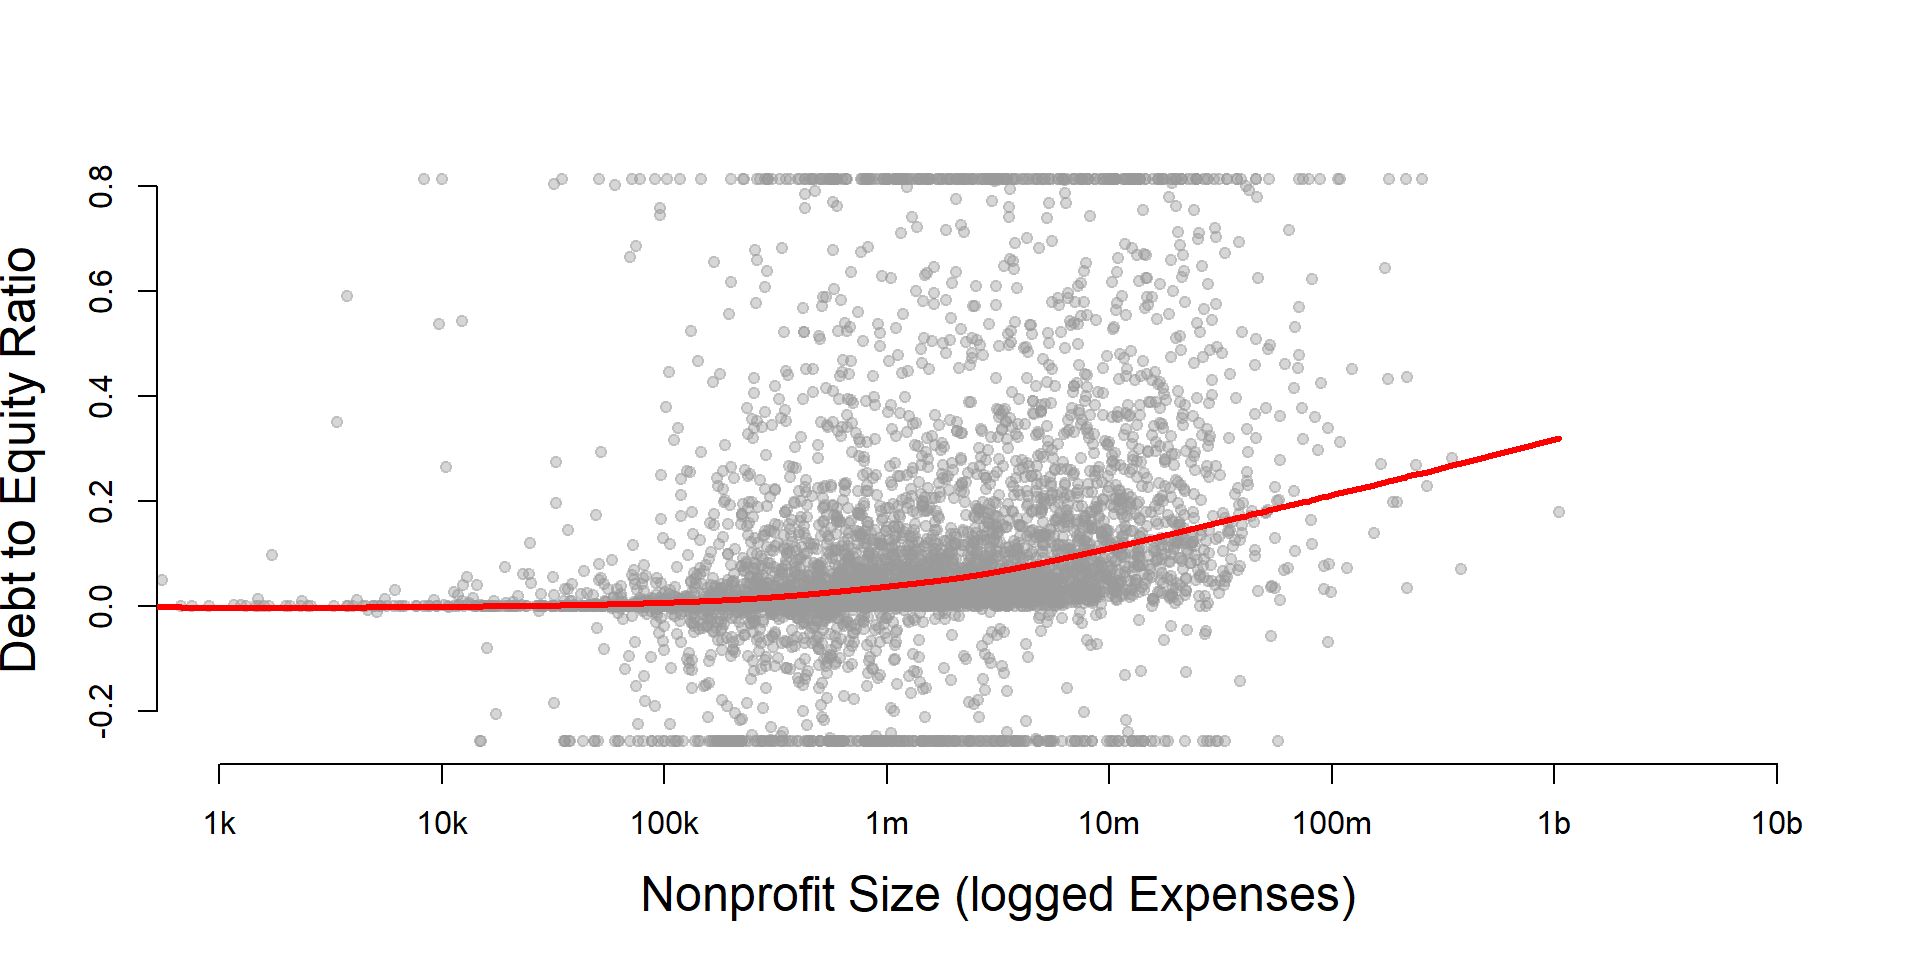 Debt to Equity Ratio
0.8
0.6
0.4
0.2
0.0
-0.2
1k 10k 100k 1m 10m 100m 1b 10b
Nonprofit Size (logged Expenses)